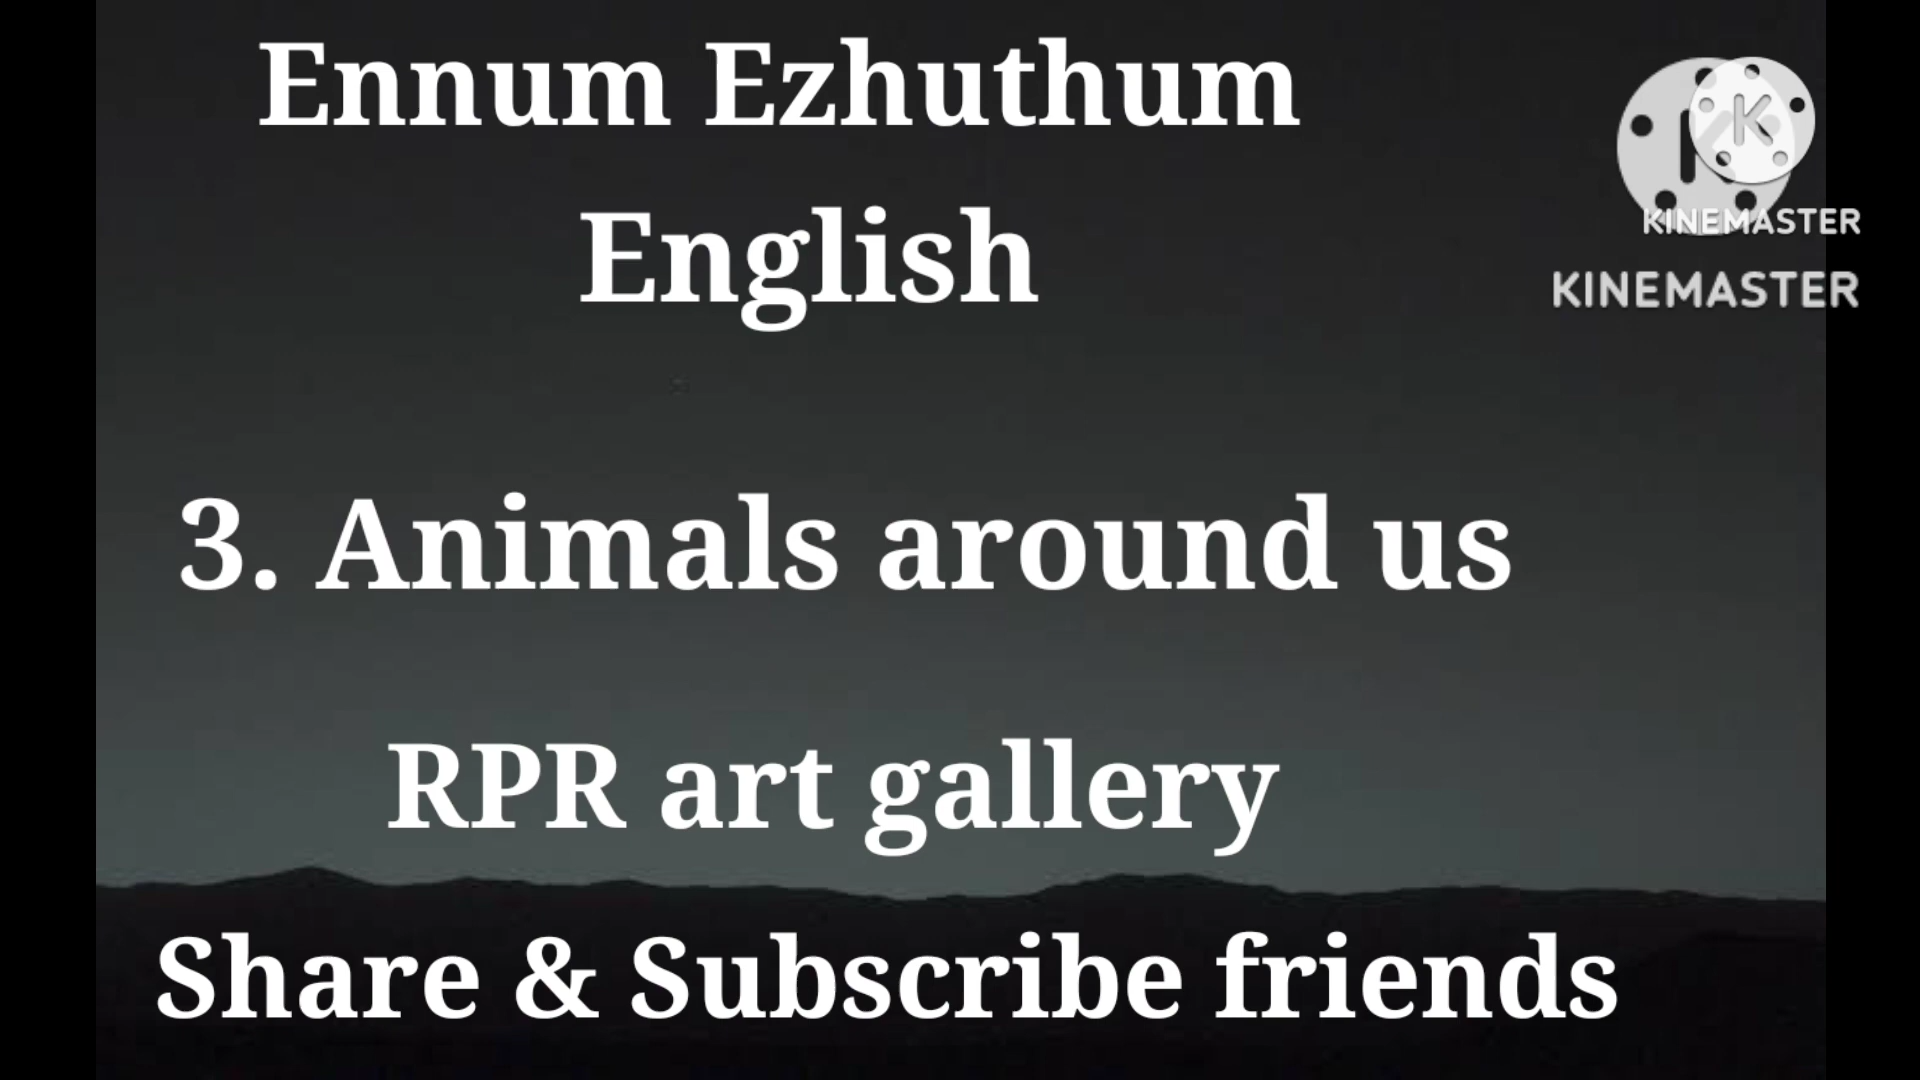 Ennum Ezhuthum
English
K
K
KINEMASTER
KINEMASTER
3. Animals around us
RPR art gallery
Share & Subscribe friends